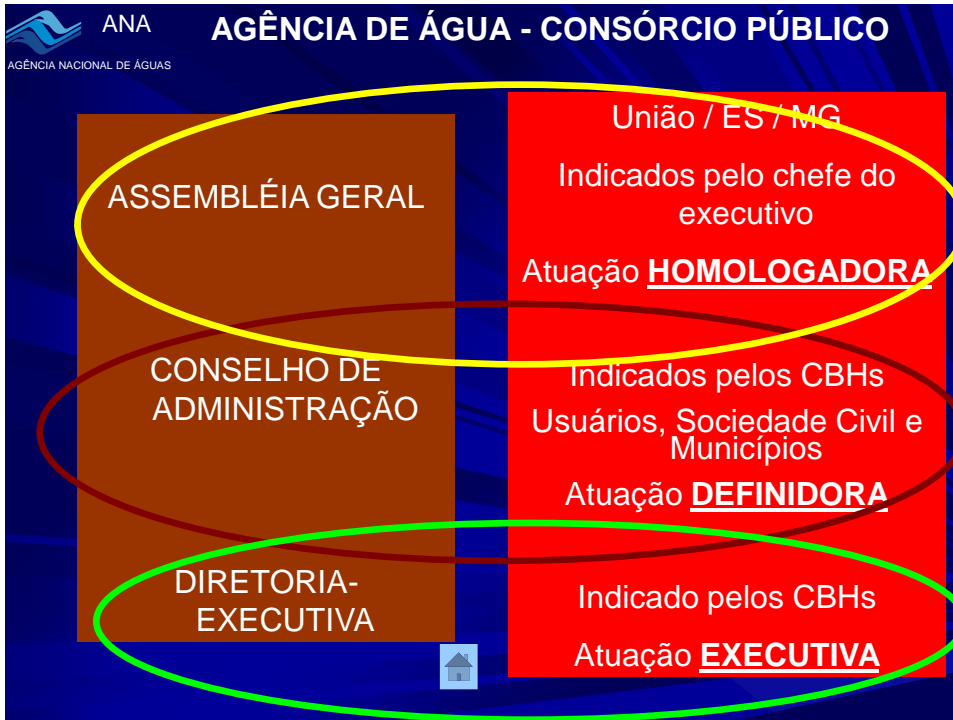 ANA
AGÊNCIA NACIONAL DE ÁGUAS
AGÊNCIA DE ÁGUA - CONSÓRCIO PÚBLICO
ASSEMBLÉIA GERAL
União / ES / MG
Indicados pelo chefe do
executivo
Atuação HOMOLOGADORA
CONSELHO DE
ADMINISTRAÇÃO
Indicados pelos CBHs
Usuários, Sociedade Civil e
Municípios
Atuação DEFINIDORA
DIRETORIA-
EXECUTIVA
Indicado pelos CBHs
Atuação EXECUTIVA